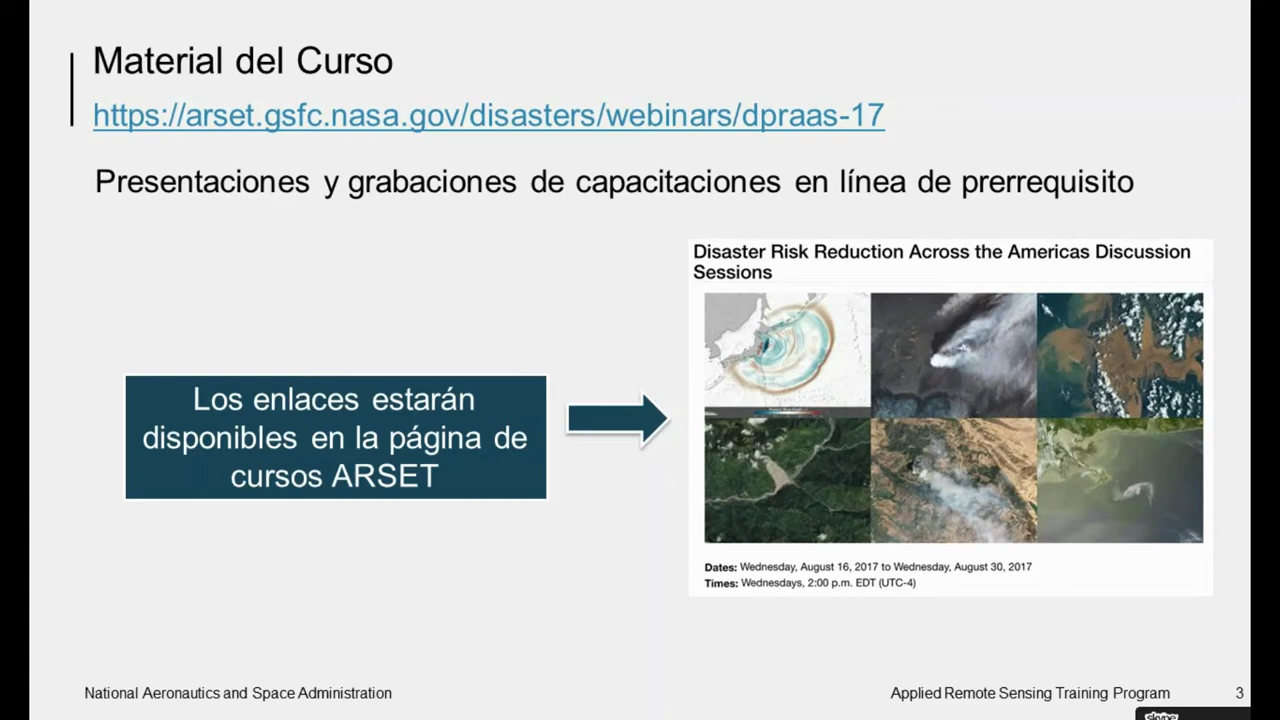 Material del Curso
https://arset.gsfc.nasa.gov/disasters/webinars/dpraas-17
Presentaciones y grabaciones de capacitaciones en línea de prerrequisito
Disaster Risk Reduction Across the Americas Discussion
Sessions
Los enlaces estarán
disponibles en la página de
cursos ARSET
Dates: Wednesday, August 16, 2017 to Wednesday, August 30, 2017
Times: Wednesdays, 2:00 p.m. EDT (UTC-4)
National Aeronautics and Space Administration
Applied Remote Sensing Training Program
3
skype